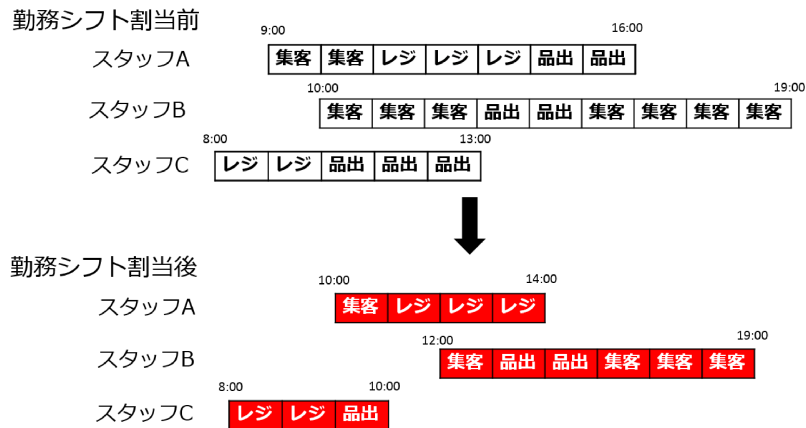 勤務シフト割当前
9:00 16:00
スタッフA 集客 集客 レジ レジ レジ 品出 品出
10:00 19:00
スタッフB 集客 集客 集客 品出 品出 集客 集客 集客 集客
8:00 13:00
スタッフC レジ レジ 品出 品出 品出
勤務シフト割当後
10:00 14:00
スタッフA 集客 レジ レジ レジ
12:00 19:00
スタッフB 集客 品出 品出 集客 集客 集客
8:00 10:00
スタッフC レジ レジ 品出